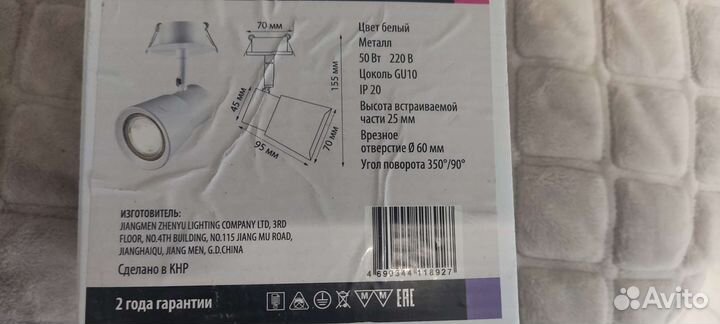 70 мм
155 мм
45 мм
95 мм
70 мм
Цвет белый
Металл
50 Вт 220 В
Цоколь GU10
IP 20
Высота встраиваемой
части 25 мм
Врезное
отверстие Ø 60 мм
Угол поворота 350°/90°
ИЗГОТОВИТЕЛЬ:
JIANGMEN ZHENYU LIGHTING COMPANY LTD, 3RD
FLOOR, NO.4TH BUILDING, NO.115 JIANG MU ROAD,
JIANGHAIQU, JIANG MEN, G.D.CHINA
Сделано в КНР
4 690344 118927
2 года гарантии
M M EAC
Avito